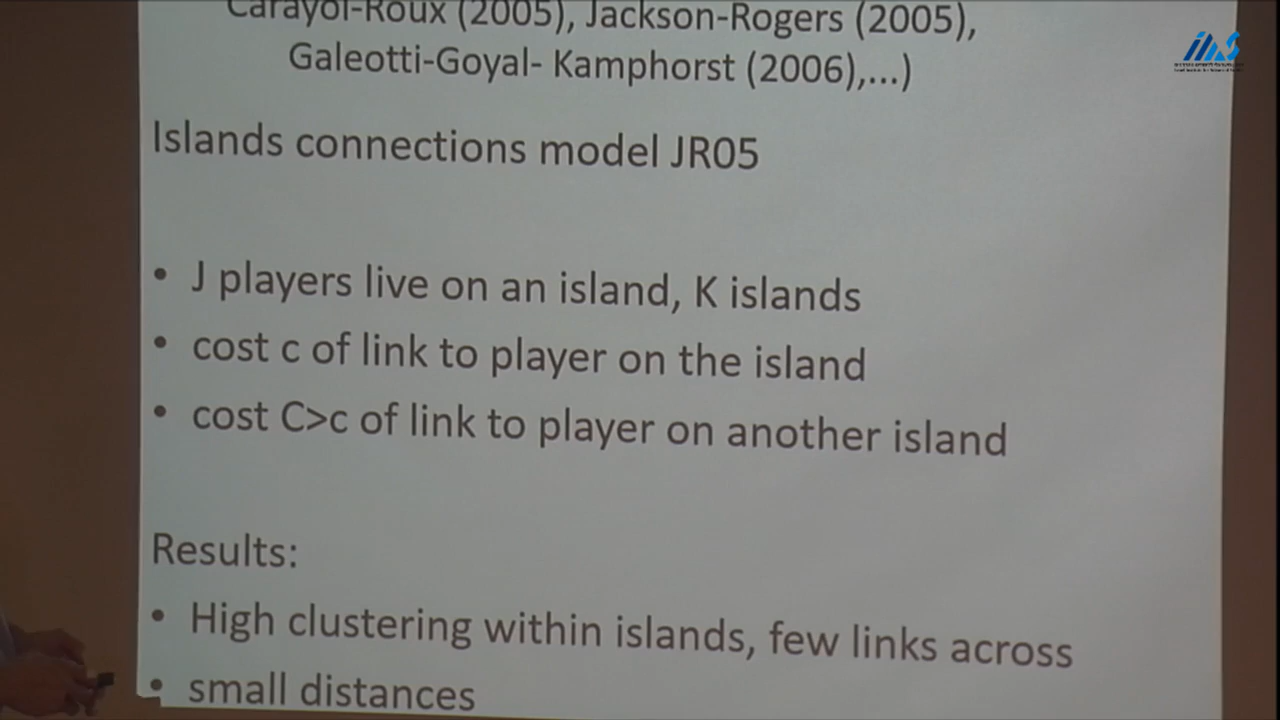 Carayol-Roux (2005), Jackson-Rogers (2005),
Galeotti-Goyal- Kamphorst (2006),...)
Islands connections model JR05
• J players live on an island, K islands
• cost c of link to player on the island
• cost C>c of link to player on another island
Results:
• High clustering within islands, few links across
• small distances